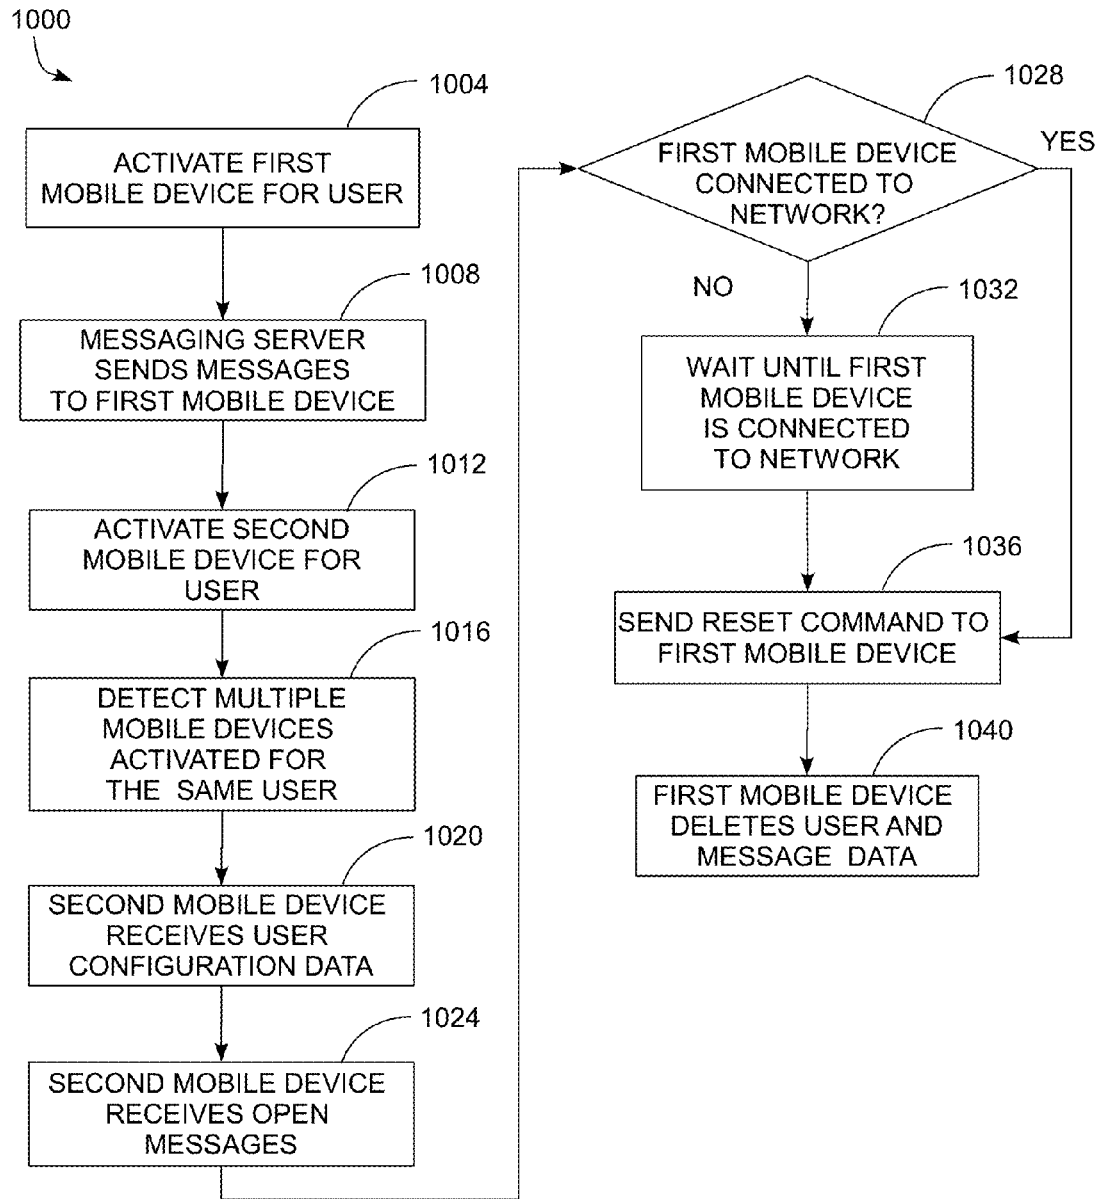 1000
1004
ACTIVATE FIRST
MOBILE DEVICE FOR USER
1008
MESSAGING SERVER
SENDS MESSAGES
TO FIRST MOBILE DEVICE
1012
ACTIVATE SECOND
MOBILE DEVICE FOR
USER
1016
DETECT MULTIPLE
MOBILE DEVICES
ACTIVATED FOR
THE SAME USER
1020
SECOND MOBILE DEVICE
RECEIVES USER
CONFIGURATION DATA
1024
SECOND MOBILE DEVICE
RECEIVES OPEN
MESSAGES
1028
FIRST MOBILE DEVICE
CONNECTED TO
NETWORK?
YES
NO
1032
WAIT UNTIL FIRST
MOBILE DEVICE
IS CONNECTED
TO NETWORK
1036
SEND RESET COMMAND TO
FIRST MOBILE DEVICE
1040
FIRST MOBILE DEVICE
DELETES USER AND
MESSAGE DATA